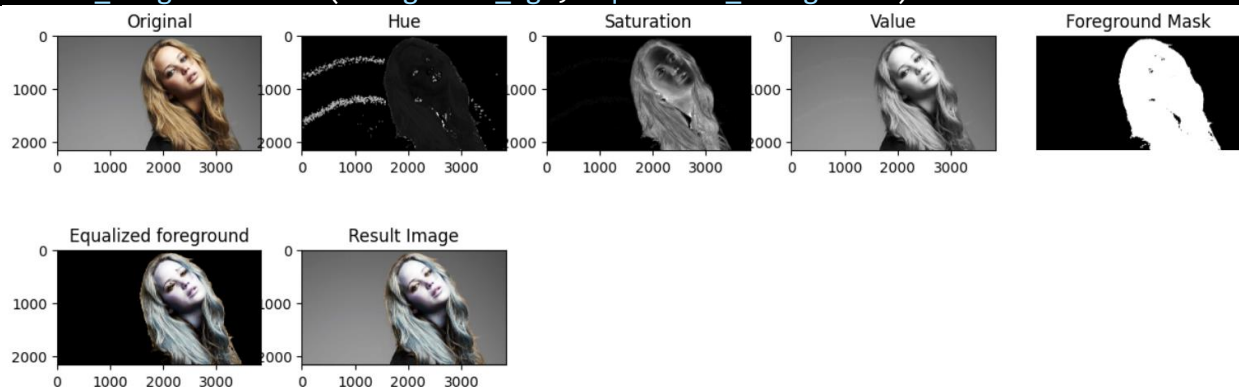 Original Hue Saturation Value Foreground Mask
0 0 0 0
1000 1000 1000 1000
2000 2000 2000 2000
0 1000 2000 3000 0 1000 2000 3000 0 1000 2000 3000 0 1000 2000 3000
Equalized foreground Result Image
0 0
1000 1000
2000 2000
0 1000 2000 3000 0 1000 2000 3000